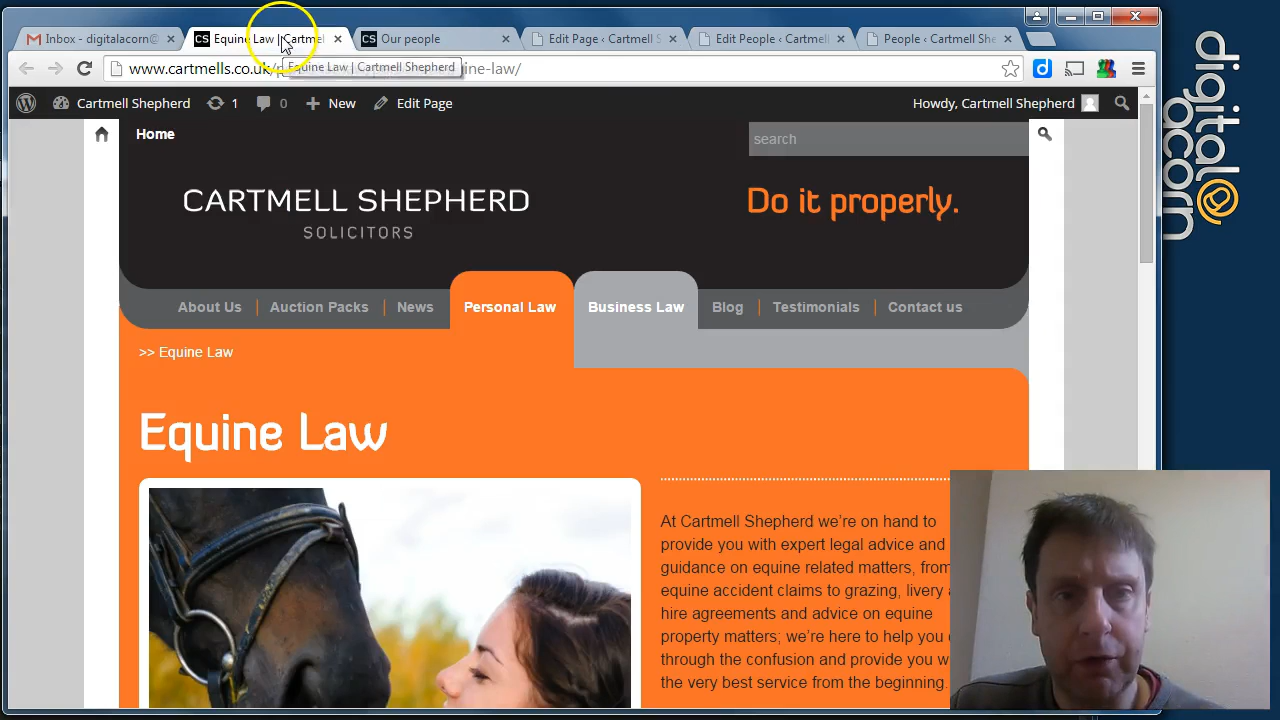 Inbox - digitalacorn@
Equine Law | Cartmel
Our people
Edit Page ‹ Cartmell S
Edit People ‹ Cartmell
People ‹ Cartmell She
www.cartmells.co.uk/
Equine Law | Cartmell Shepherd
ine-law/
Cartmell Shepherd
1
0
New
Edit Page
Howdy, Cartmell Shepherd
digital@
acorn
Home
search
CARTMELL SHEPHERD
SOLICITORS
Do it properly.
About Us
Auction Packs
News
Personal Law
Business Law
Blog
Testimonials
Contact us
>> Equine Law
Equine Law
At Cartmell Shepherd we’re on hand to
provide you with expert legal advice and
guidance on equine related matters, from
equine accident claims to grazing, livery
hire agreements and advice on equine
property matters; we’re here to help you
through the confusion and provide you
the very best service from the beginning.